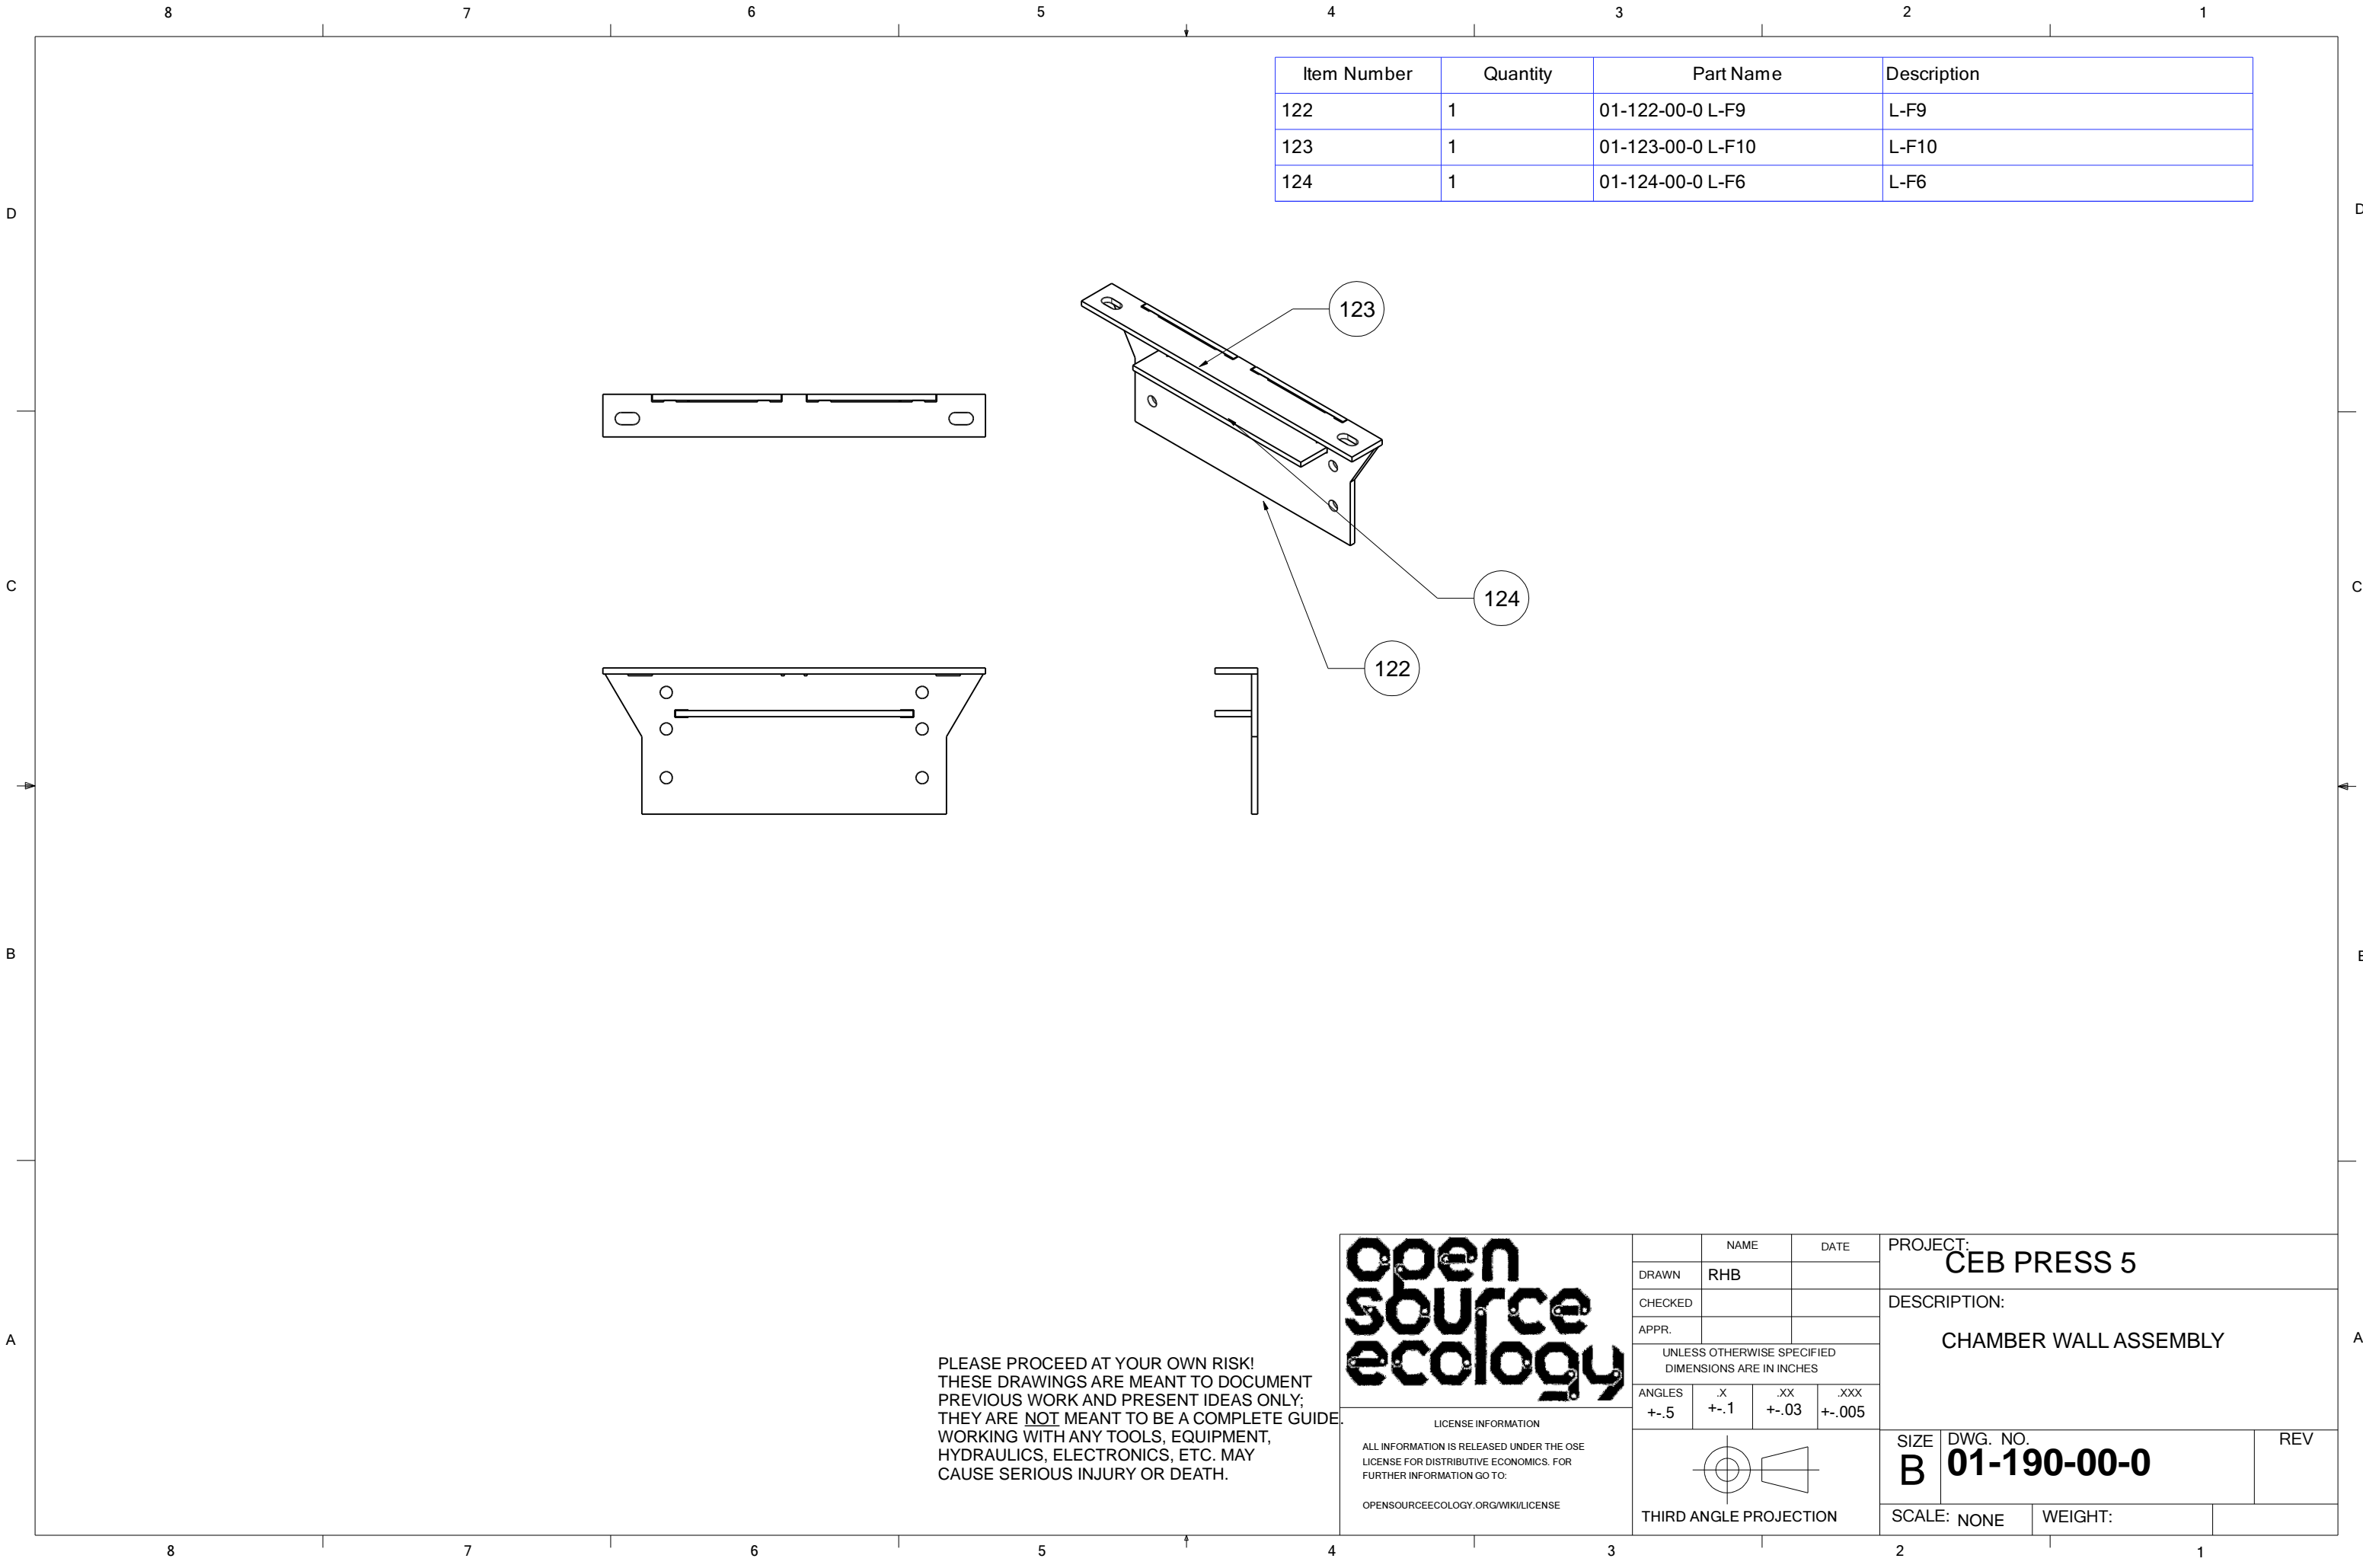 8 7 6 5 4 3 2 1
Item Number Quantity Part Name Description
122 1 01-122-00-0 L-F9 L-F9
123 1 01-123-00-0 L-F10 L-F10
124 1 01-124-00-0 L-F6 L-F6
D D
123
C C
124
122
B B
A A
PLEASE PROCEED AT YOUR OWN RISK!
THESE DRAWINGS ARE MEANT TO DOCUMENT
PREVIOUS WORK AND PRESENT IDEAS ONLY;
THEY ARE NOT MEANT TO BE A COMPLETE GUIDE.
WORKING WITH ANY TOOLS, EQUIPMENT,
HYDRAULICS, ELECTRONICS, ETC. MAY
CAUSE SERIOUS INJURY OR DEATH.
open
source
ecology
LICENSE INFORMATION
ALL INFORMATION IS RELEASED UNDER THE OSE
LICENSE FOR DISTRIBUTIVE ECONOMICS. FOR
FURTHER INFORMATION GO TO:
OPENSOURCEECOLOGY.ORG/WIKI/LICENSE
NAME DATE
DRAWN RHB
CHECKED
APPR.
UNLESS OTHERWISE SPECIFIED
DIMENSIONS ARE IN INCHES
ANGLES .X .XX .XXX
+-.5 +-.1 +-.03 +-.005
THIRD ANGLE PROJECTION
PROJECT:
CEB PRESS 5
DESCRIPTION:
CHAMBER WALL ASSEMBLY
SIZE DWG. NO. REV
B 01-190-00-0
SCALE: NONE WEIGHT:
8 7 6 5 4 3 2 1